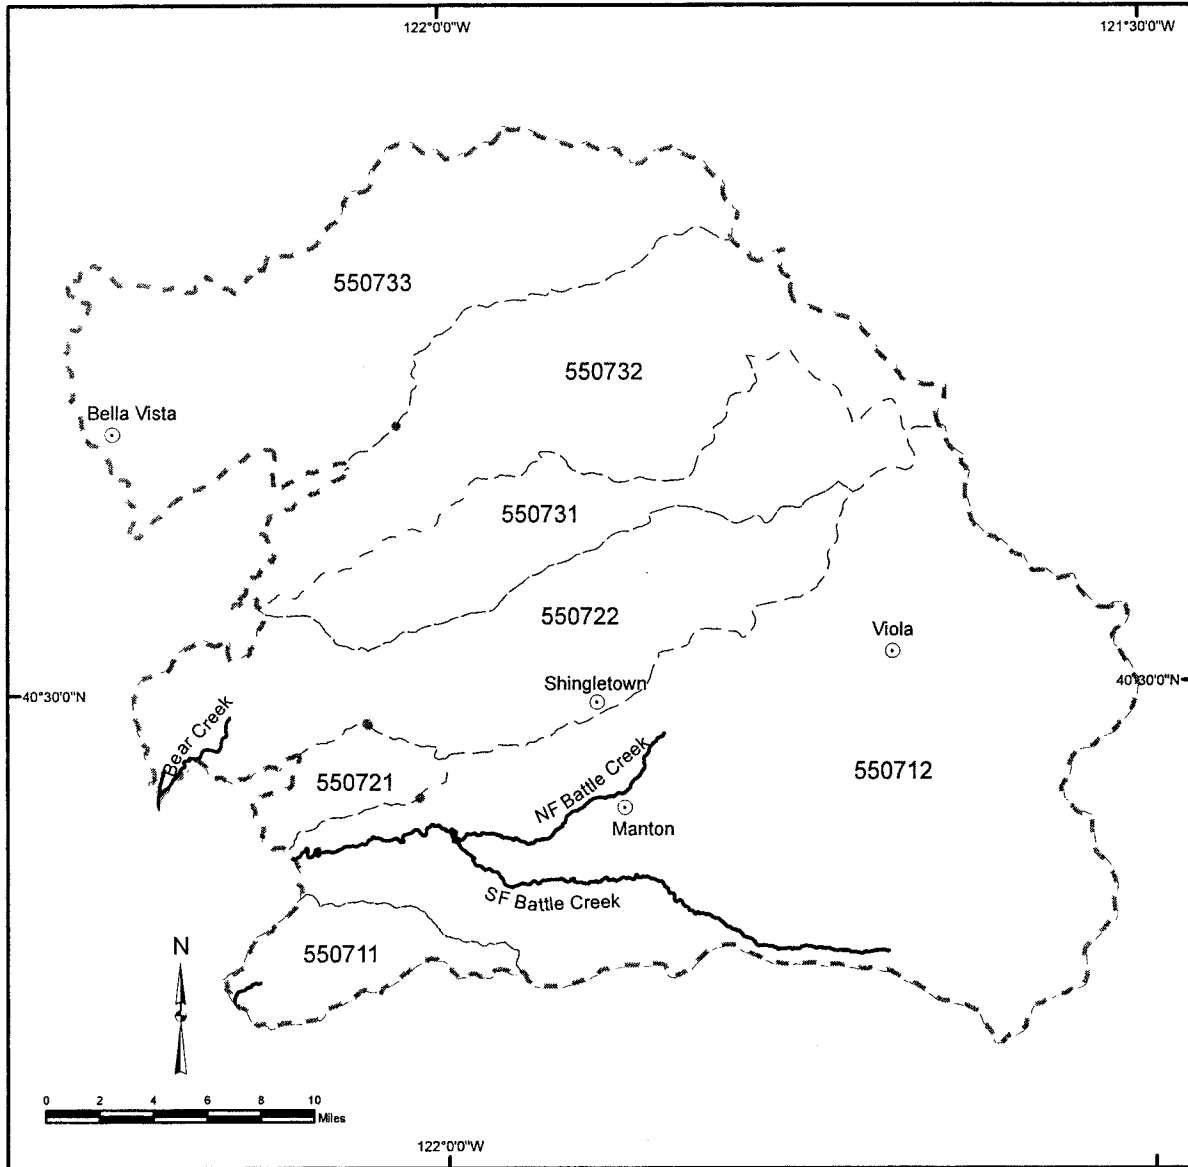 122°0'0"W
121°30'0"W
550733
550732
Bella Vista
550731
550722
Viola
Shingletown
40°30'0"N
40°30'0"N
Bear Creek
NF Battle Creek
550712
550721
Manton
SF Battle Creek
550711
N
0 2 4 6 8 10
Miles
122°0'0"W